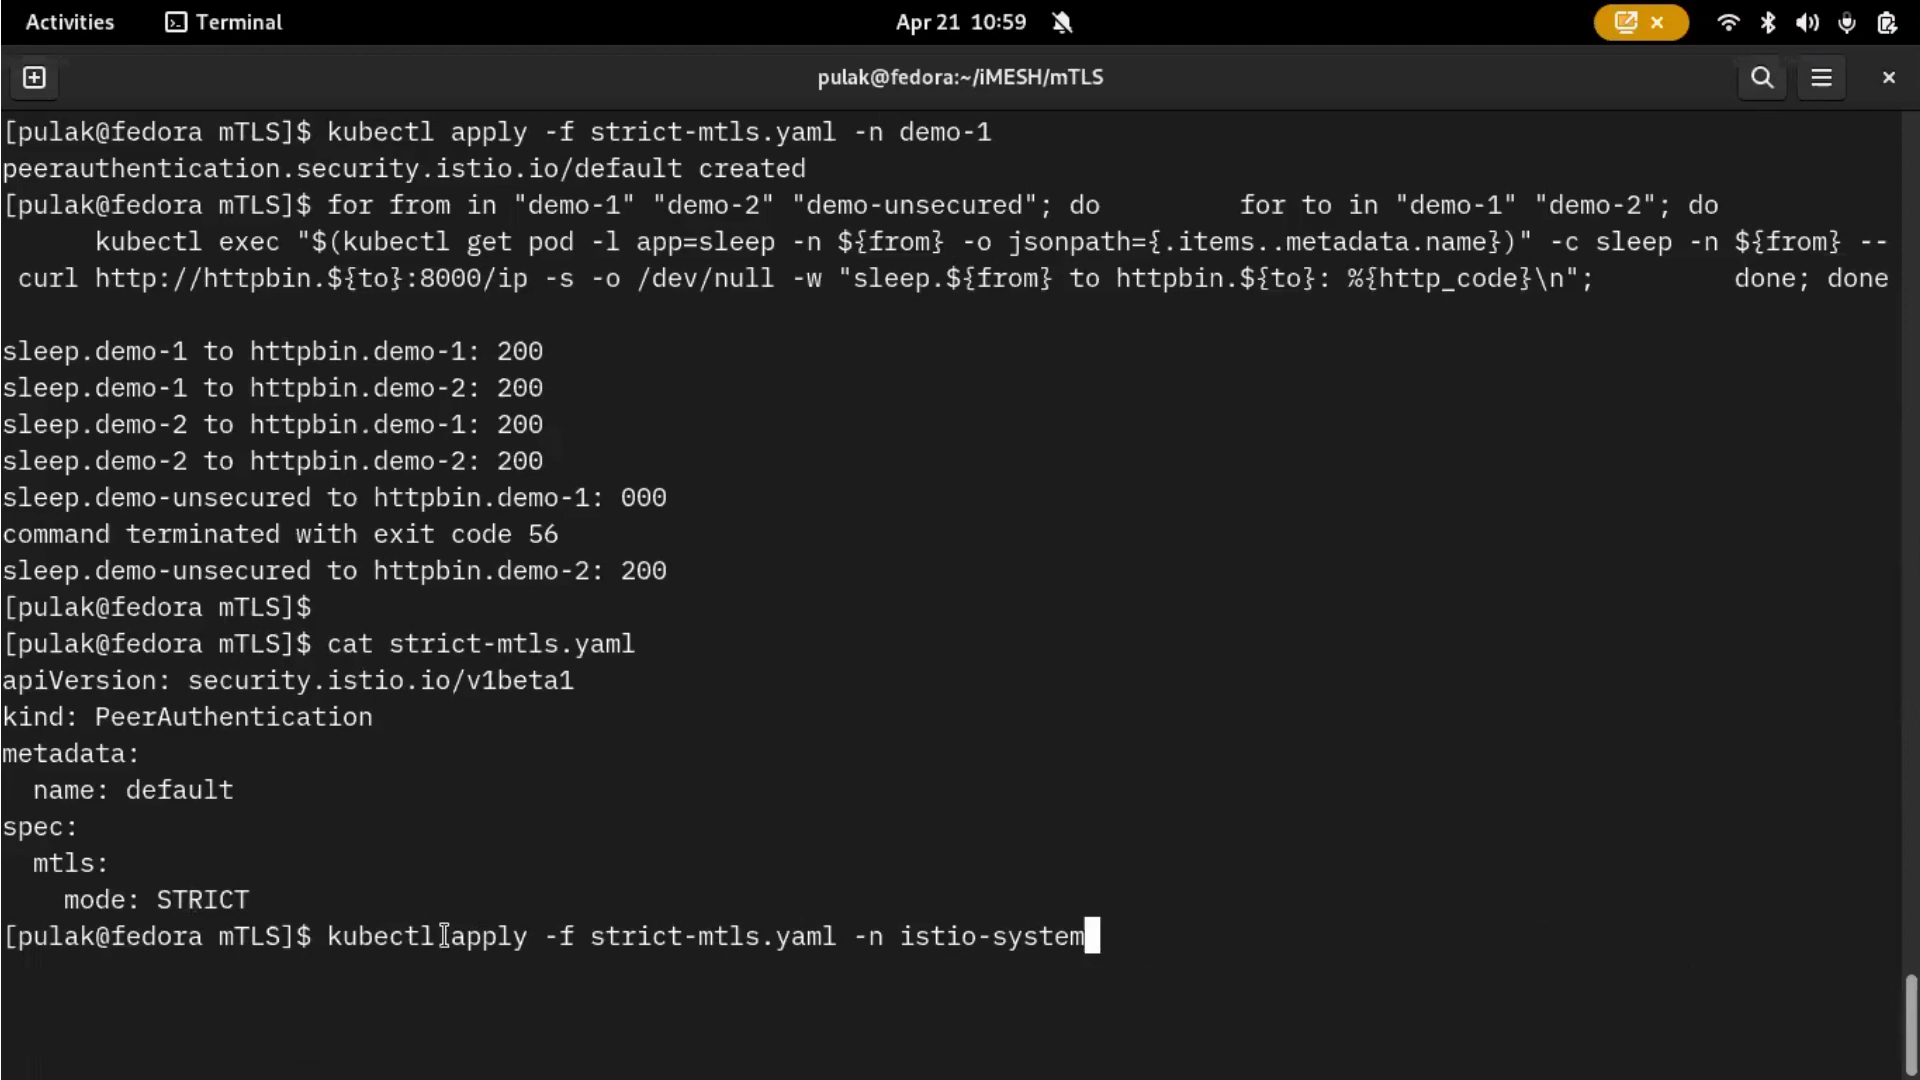 Activities Terminal Apr 21 10:59
pulak@fedora:~/iMESH/mTLS
[pulak@fedora mTLS]$ kubectl apply -f strict-mtls.yaml -n demo-1
peerauthentication.security.istio.io/default created
[pulak@fedora mTLS]$ for from in "demo-1" "demo-2" "demo-unsecured"; do         for to in "demo-1" "demo-2"; do
      kubectl exec "$(kubectl get pod -l app=sleep -n ${from} -o jsonpath={.items..metadata.name})" -c sleep -n ${from} --
 curl http://httpbin.${to}:8000/ip -s -o /dev/null -w "sleep.${from} to httpbin.${to}: %{http_code}\n";         done; done
sleep.demo-1 to httpbin.demo-1: 200
sleep.demo-1 to httpbin.demo-2: 200
sleep.demo-2 to httpbin.demo-1: 200
sleep.demo-2 to httpbin.demo-2: 200
sleep.demo-unsecured to httpbin.demo-1: 000
command terminated with exit code 56
sleep.demo-unsecured to httpbin.demo-2: 200
[pulak@fedora mTLS]$
[pulak@fedora mTLS]$ cat strict-mtls.yaml
apiVersion: security.istio.io/v1beta1
kind: PeerAuthentication
metadata:
  name: default
spec:
  mtls:
    mode: STRICT
[pulak@fedora mTLS]$ kubectl apply -f strict-mtls.yaml -n istio-system